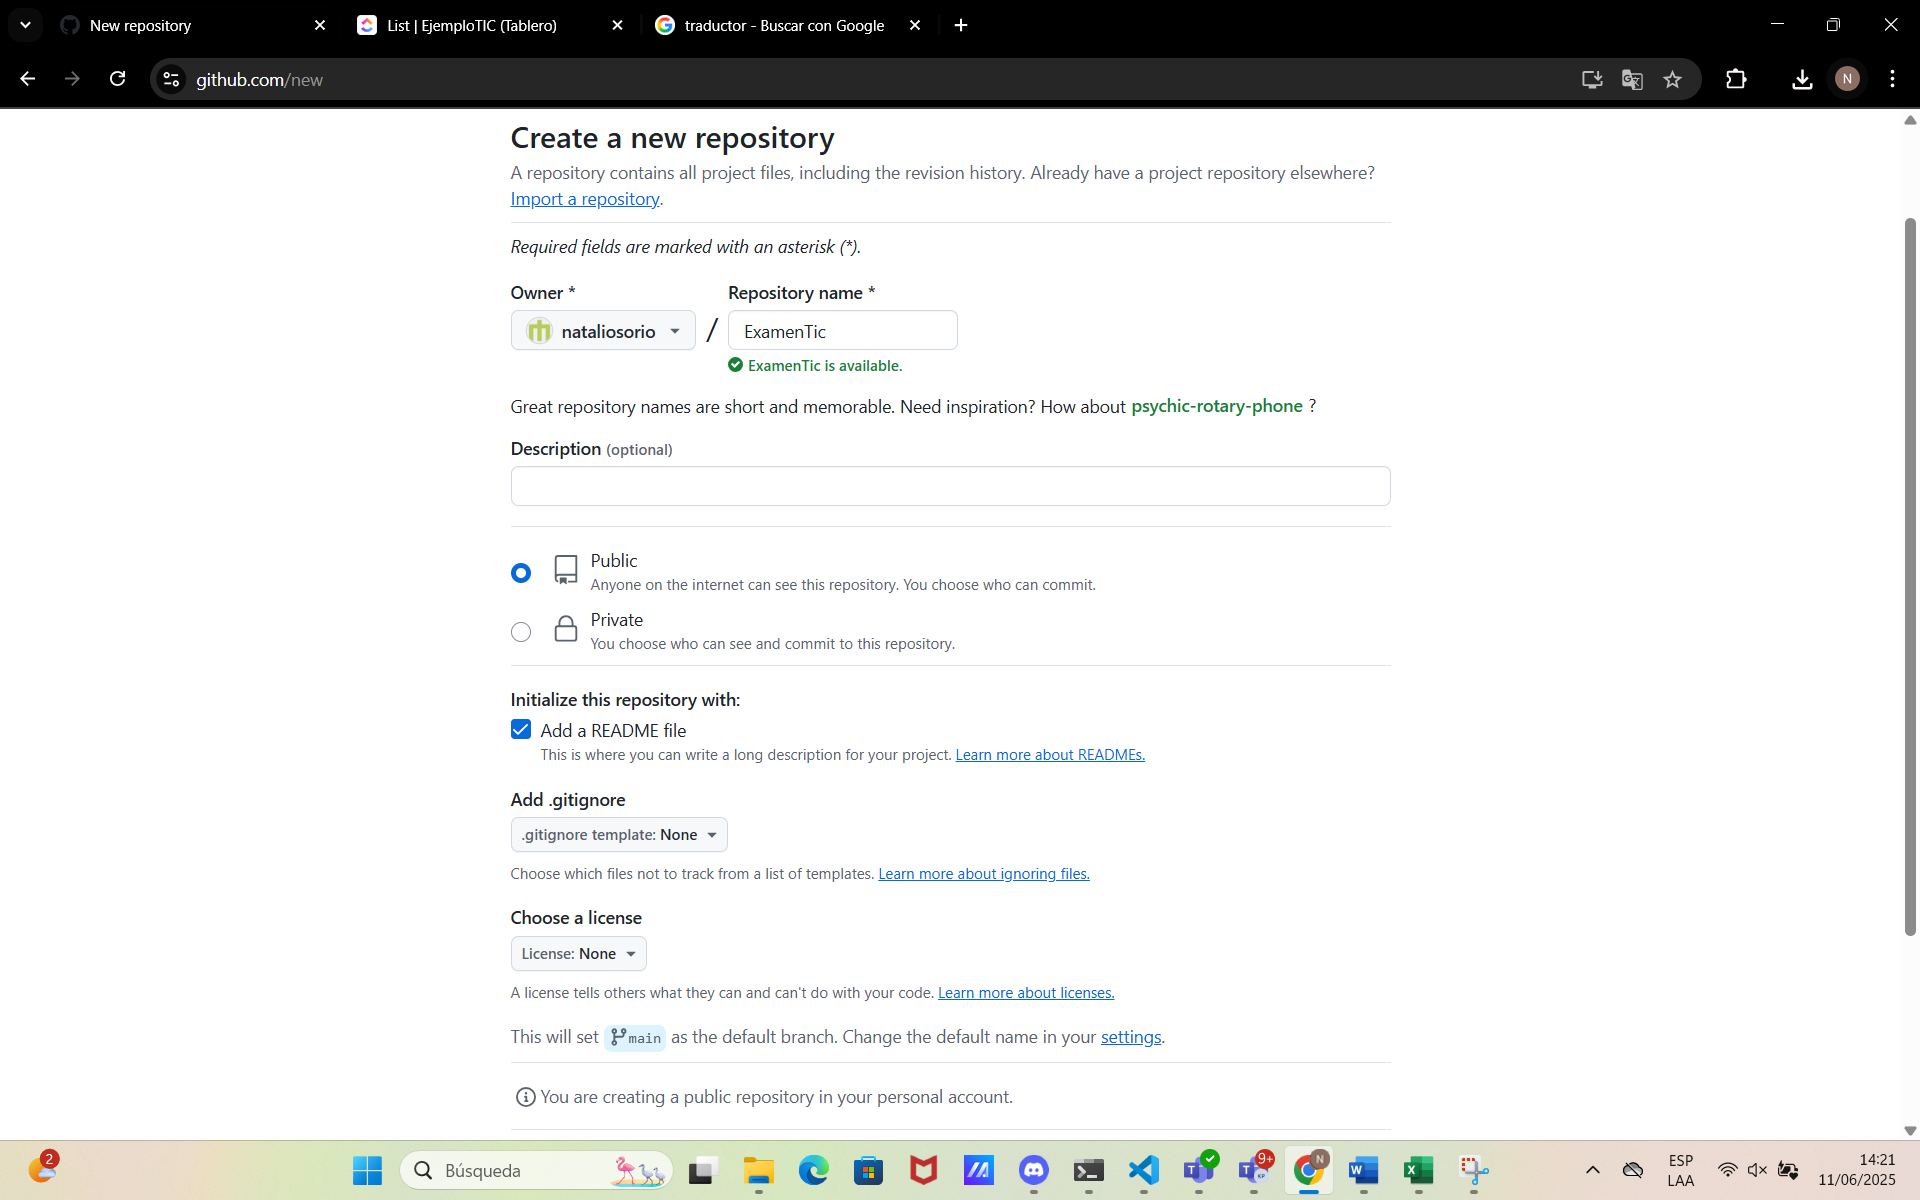 New repository
List | EjemploTIC (Tablero)
traductor - Buscar con Google
github.com/new
N
Create a new repository
A repository contains all project files, including the revision history. Already have a project repository elsewhere?
Import a repository.
Required fields are marked with an asterisk (*).
Owner *
Repository name *
nataliosorio
/
ExamenTic
ExamenTic is available.
Great repository names are short and memorable. Need inspiration? How about psychic-rotary-phone ?
Description (optional)
Public
Anyone on the internet can see this repository. You choose who can commit.
Private
You choose who can see and commit to this repository.
Initialize this repository with:
Add a README file
This is where you can write a long description for your project. Learn more about READMEs.
Add .gitignore
.gitignore template: None
Choose which files not to track from a list of templates. Learn more about ignoring files.
Choose a license
License: None
A license tells others what they can and can't do with your code. Learn more about licenses.
This will set main as the default branch. Change the default name in your settings.
You are creating a public repository in your personal account.
2
Búsqueda
9+
N
ESP
LAA
14:21
11/06/2025